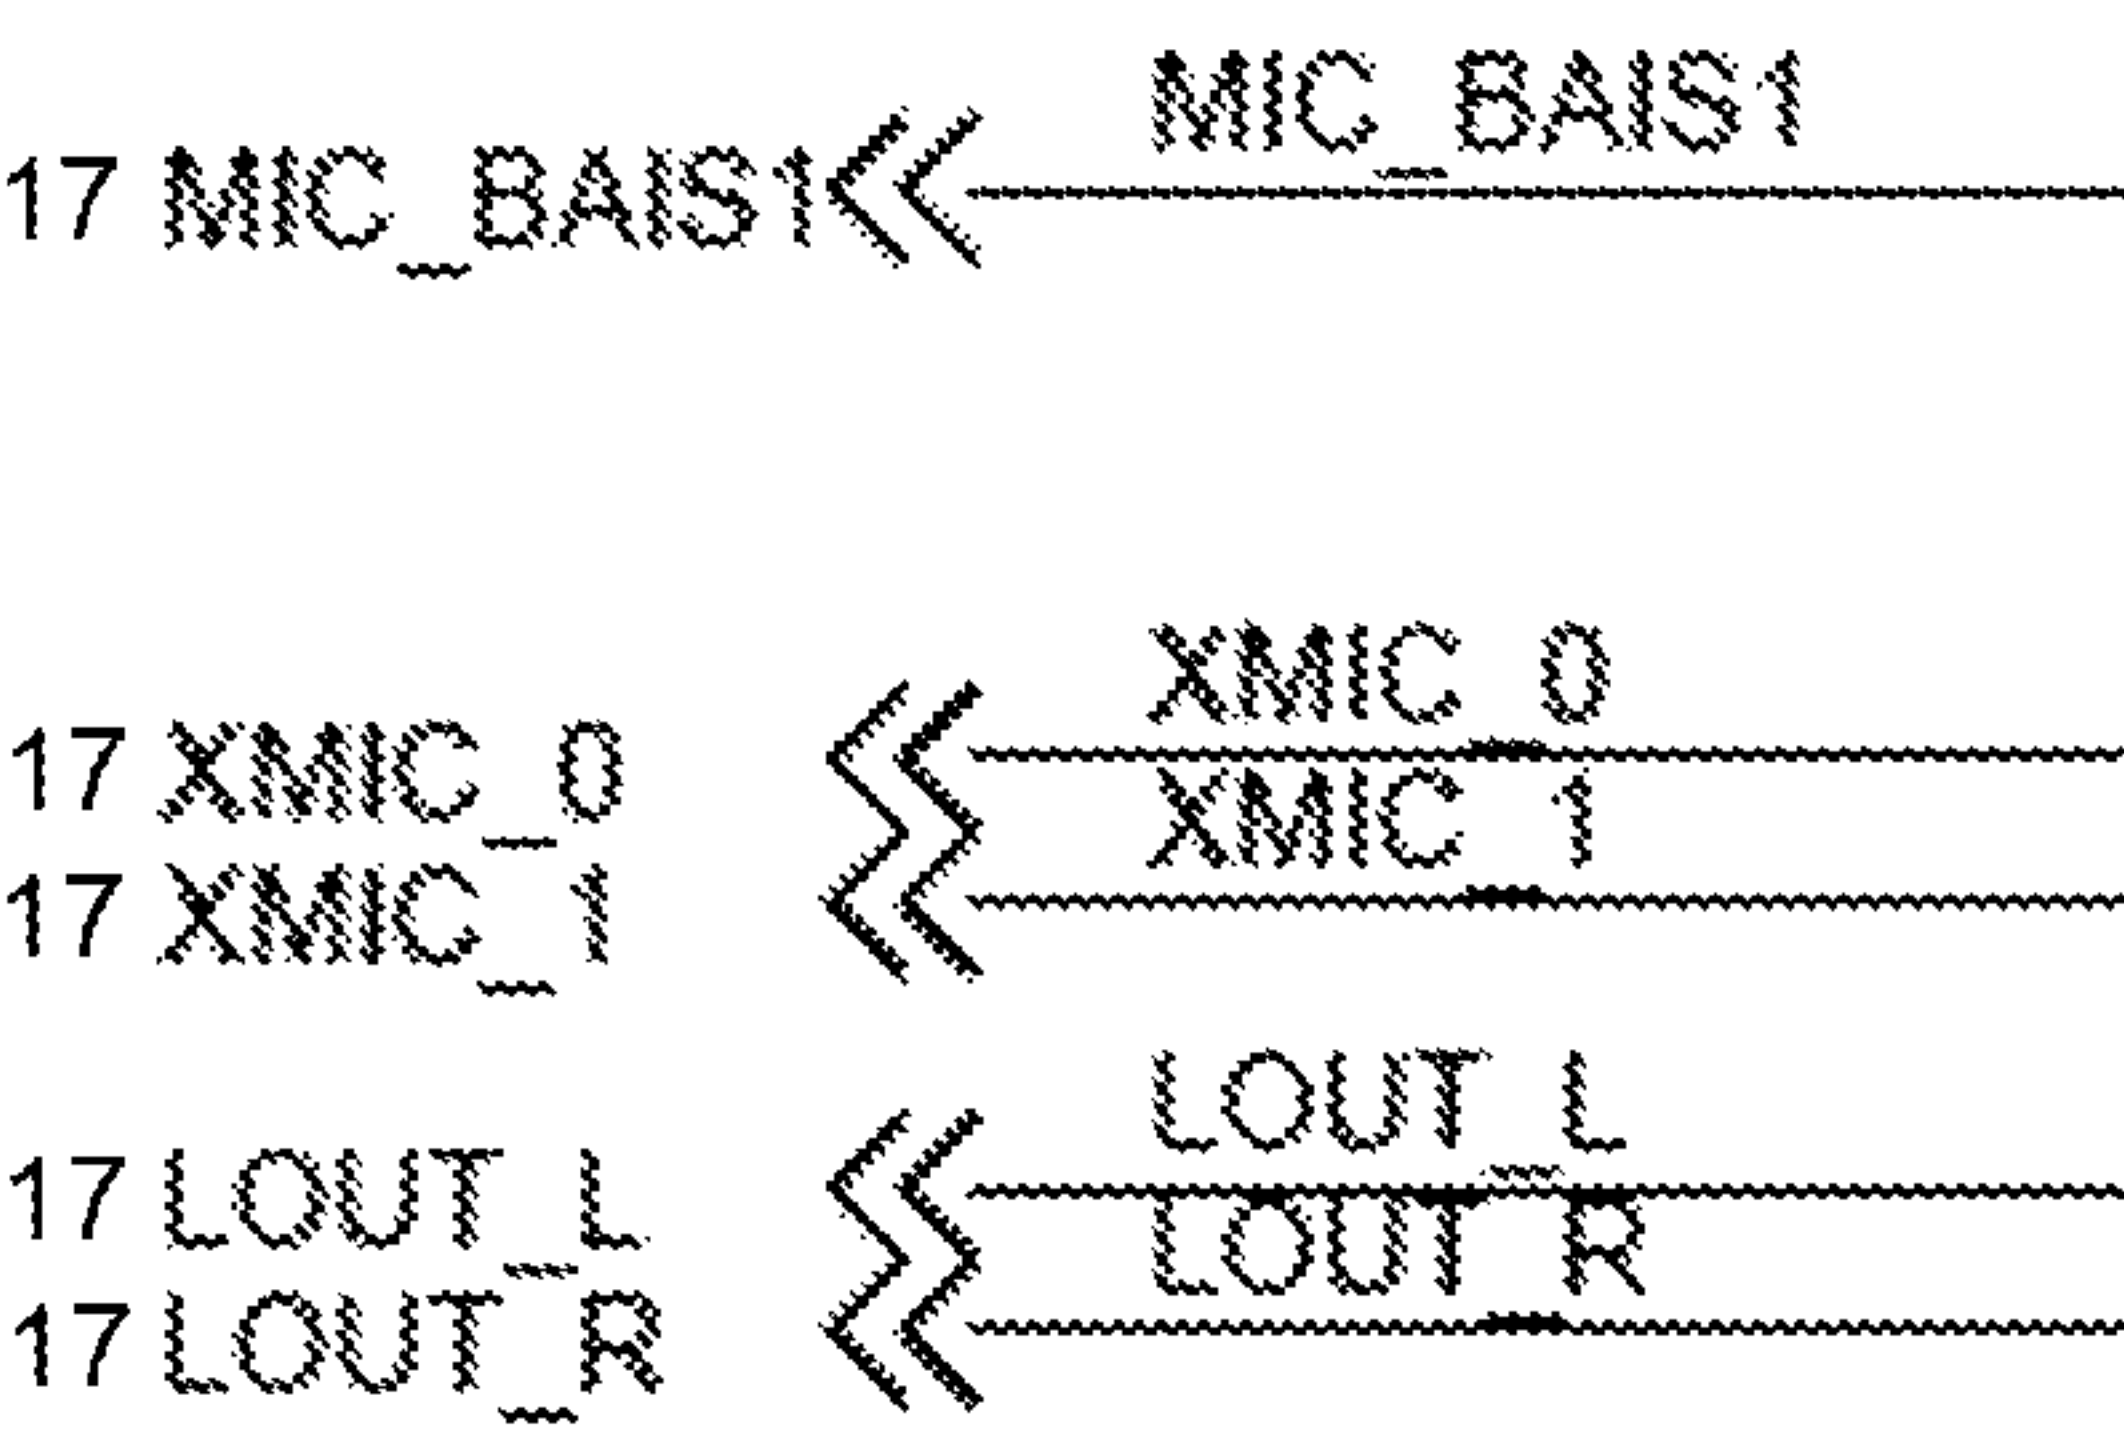 MIC_BAIS1
17 MIC_BAIS1
XMIC_0
17 XMIC_0
XMIC_1
17 XMIC_1
LOUT_L
17 LOUT_L
LOUT_R
17 LOUT_R